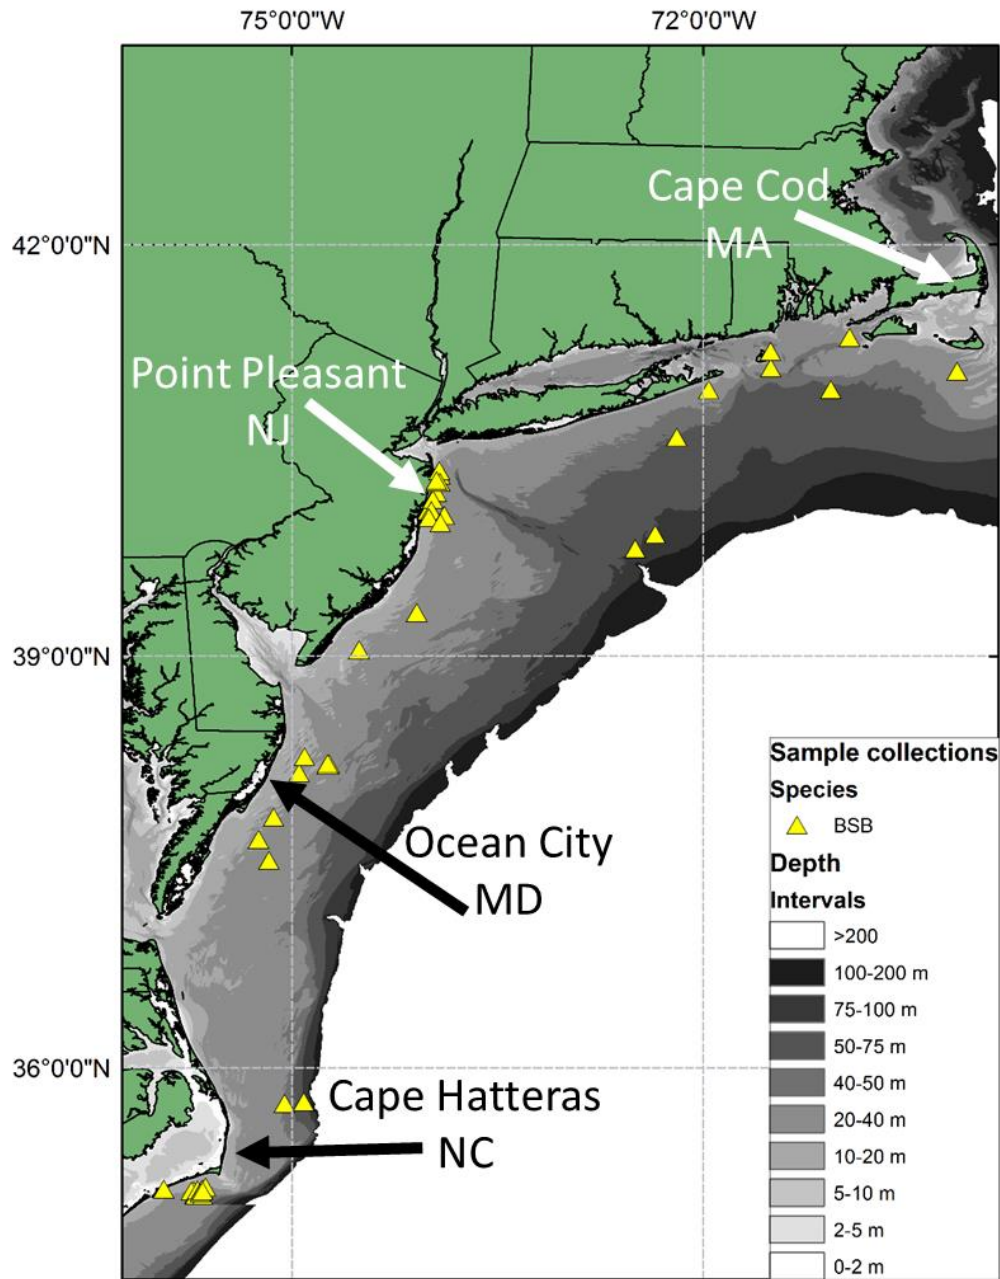 75°0'0"W
72°0'0"W
42°0'0"N
39°0'0"N
36°0'0"N
Cape Cod
MA
Point Pleasant
NJ
Ocean City
MD
Cape Hatteras
NC
Sample collections
Species
BSB
Depth
Intervals
>200
100-200 m
75-100 m
50-75 m
40-50 m
20-40 m
10-20 m
5-10 m
2-5 m
0-2 m